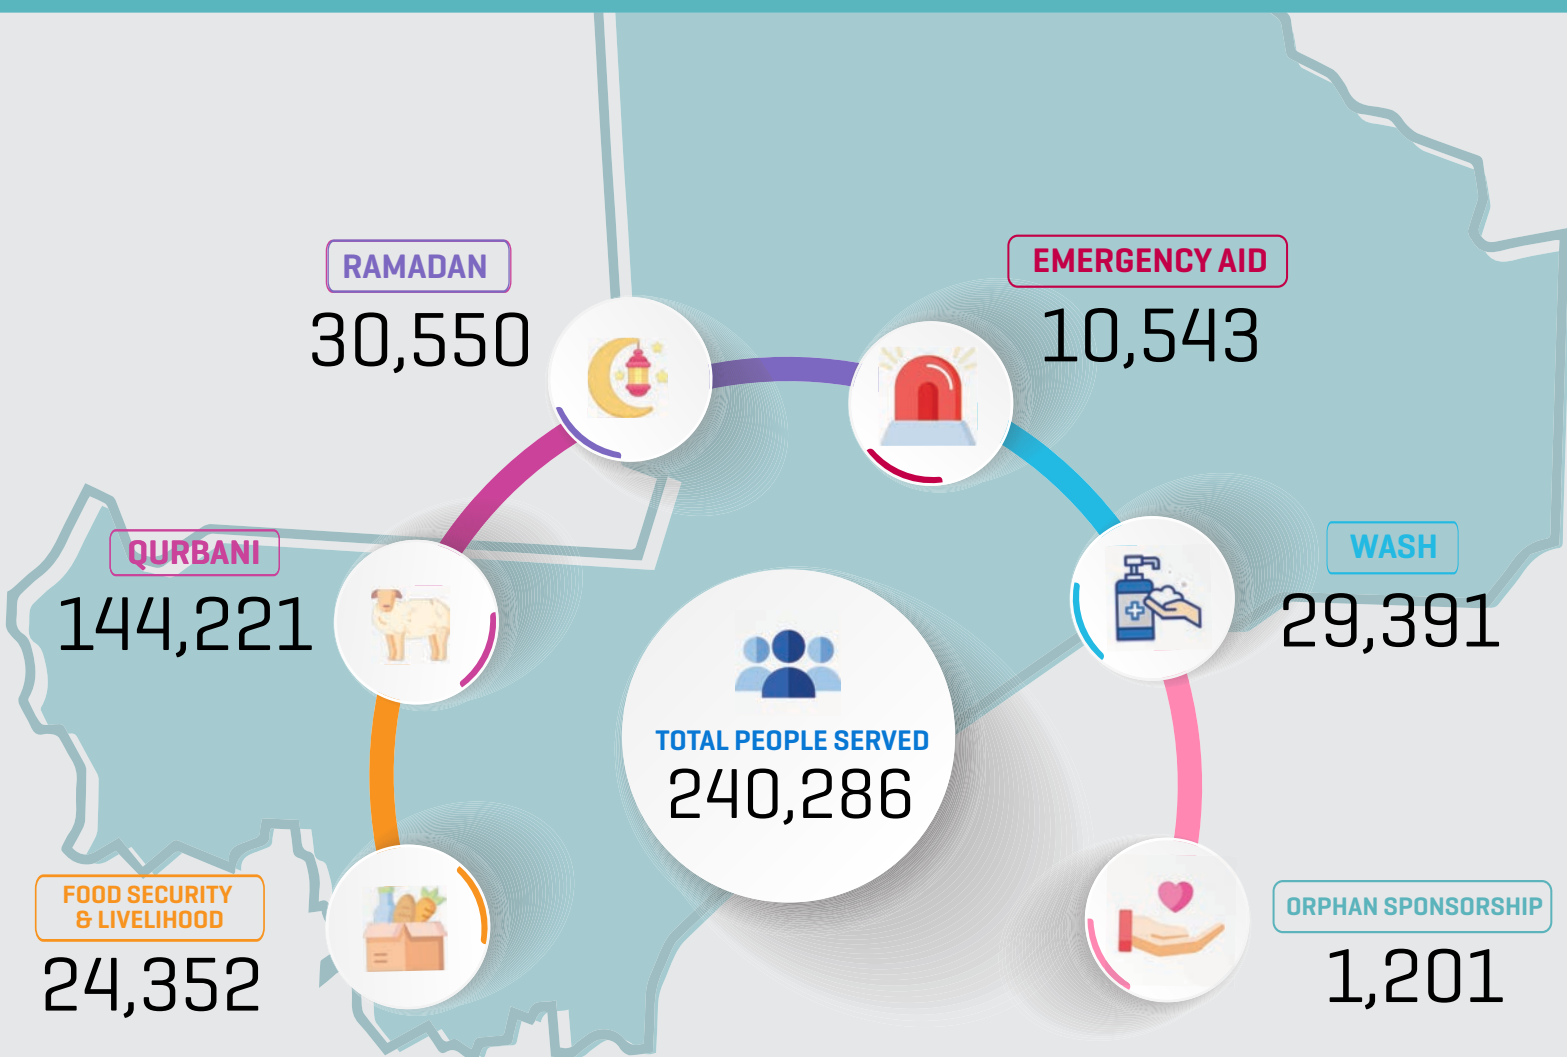 RAMADAN
30,550
EMERGENCY AID
10,543
QURBANI
144,221
WASH
29,391
TOTAL PEOPLE SERVED
240,286
FOOD SECURITY
& LIVELIHOOD
24,352
ORPHAN SPONSORSHIP
1,201